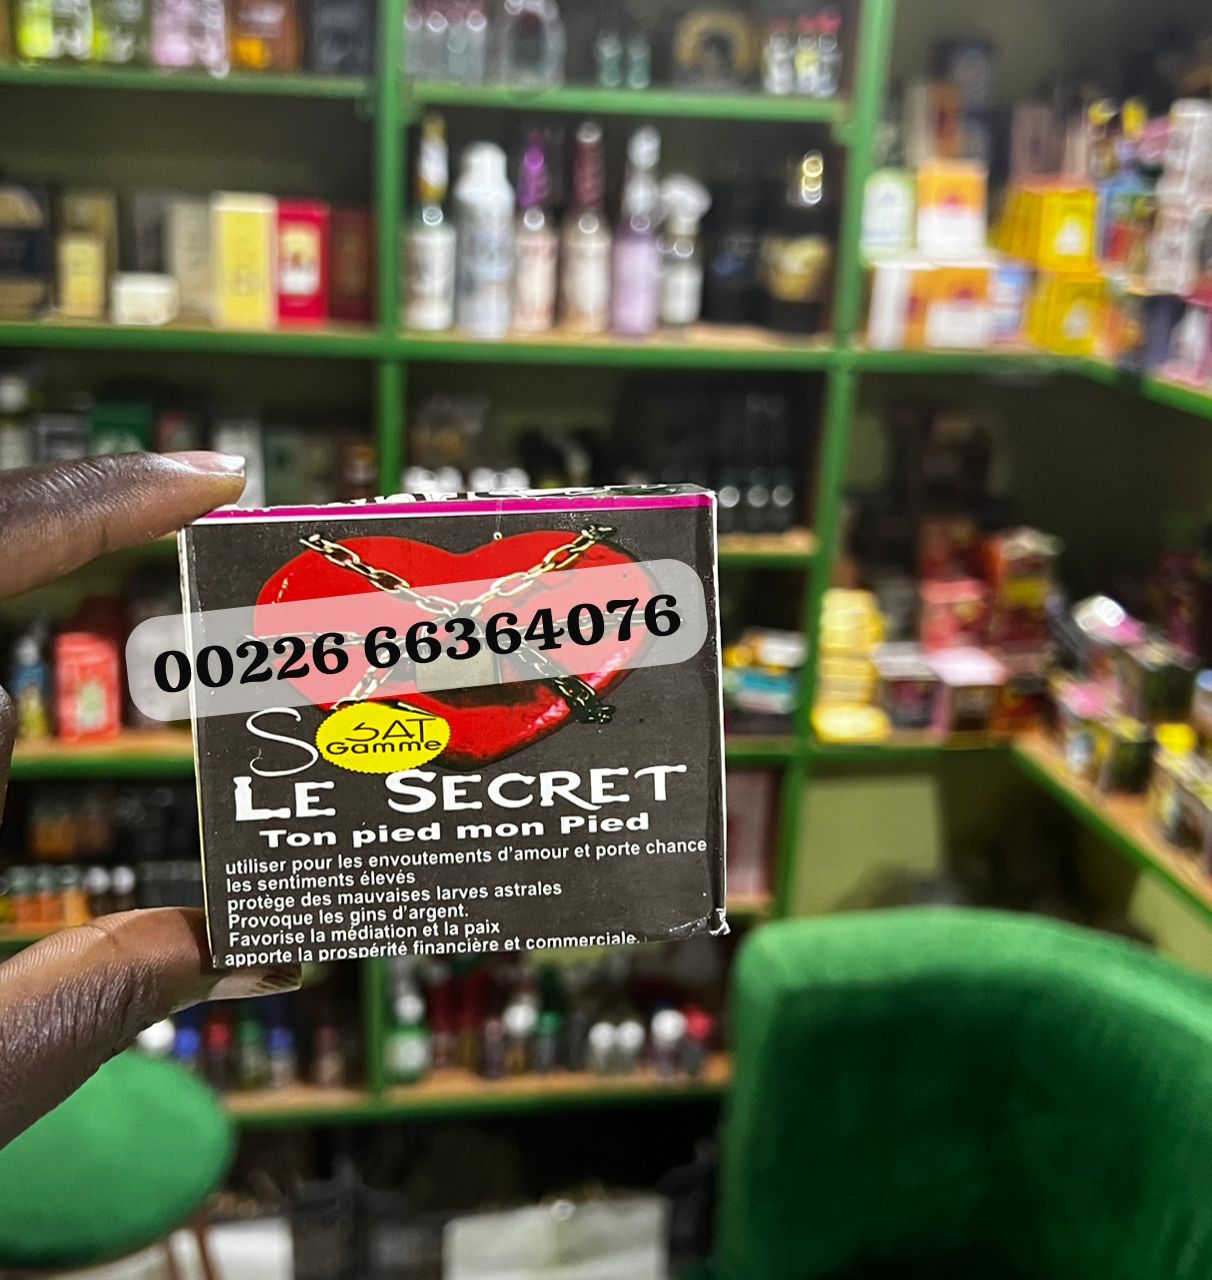 00226 66364076
SAT
Gamme
LE SECRET
Ton pied mon Pied
utiliser pour les envoutements d'amour et porte chance
les sentiments élevés
protège des mauvaises larves astrales
Provoque les gins d'argent.
Favorise la médiation et la paix
apporte la prospérité financière et commerciale.